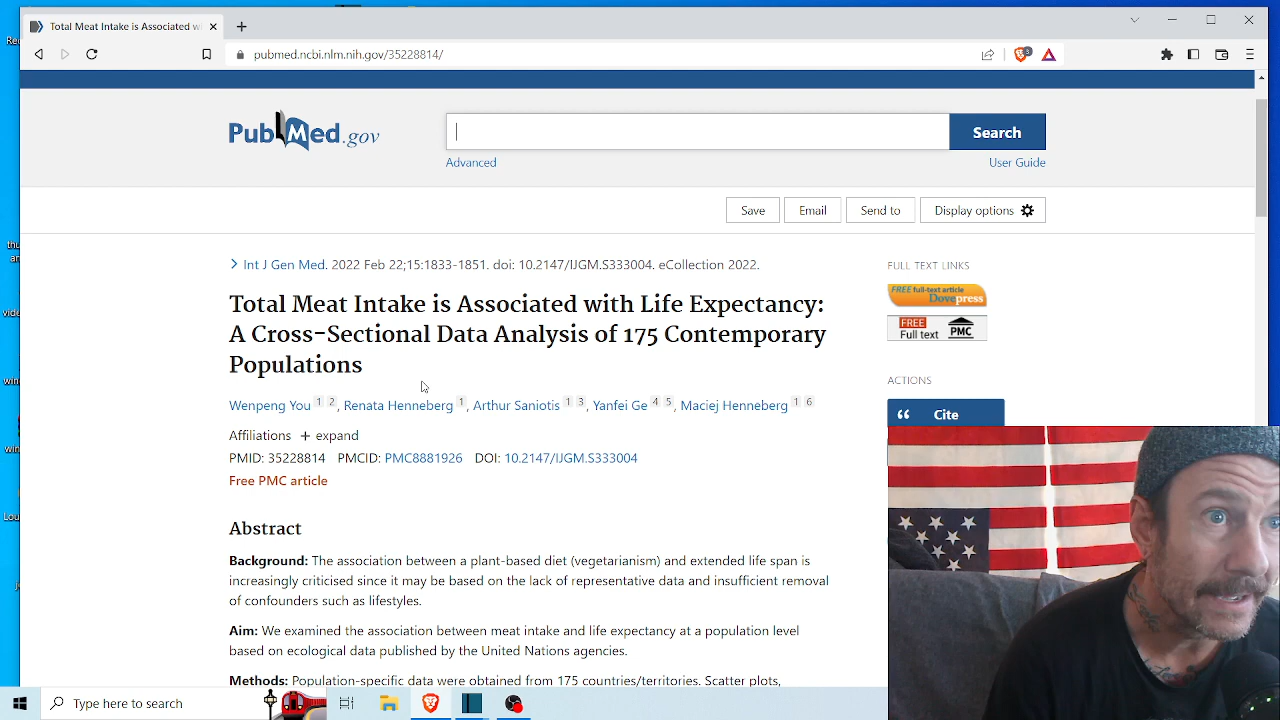 Total Meat Intake is Associated w
pubmed.ncbi.nlm.nih.gov/35228814/
3
PubMed.gov
Search
Advanced
User Guide
Save
Email
Send to
Display options
Int J Gen Med. 2022 Feb 22;15:1833-1851. doi: 10.2147/IJGM.S333004. eCollection 2022.
Total Meat Intake is Associated with Life Expectancy:
A Cross-Sectional Data Analysis of 175 Contemporary
Populations
Wenpeng You 1 2, Renata Henneberg 1, Arthur Saniotis 1 3, Yanfei Ge 4 5, Maciej Henneberg 1 6
Affiliations + expand
PMID: 35228814 PMCID: PMC8881926 DOI: 10.2147/IJGM.S333004
Free PMC article
Abstract
Background: The association between a plant-based diet (vegetarianism) and extended life span is
increasingly criticised since it may be based on the lack of representative data and insufficient removal
of confounders such as lifestyles.
Aim: We examined the association between meat intake and life expectancy at a population level
based on ecological data published by the United Nations agencies.
Methods: Population-specific data were obtained from 175 countries/territories. Scatter plots,
FULL TEXT LINKS
FREE full-text article
Dovepress
FREE
Full text
PMC
ACTIONS
Cite
Type here to search